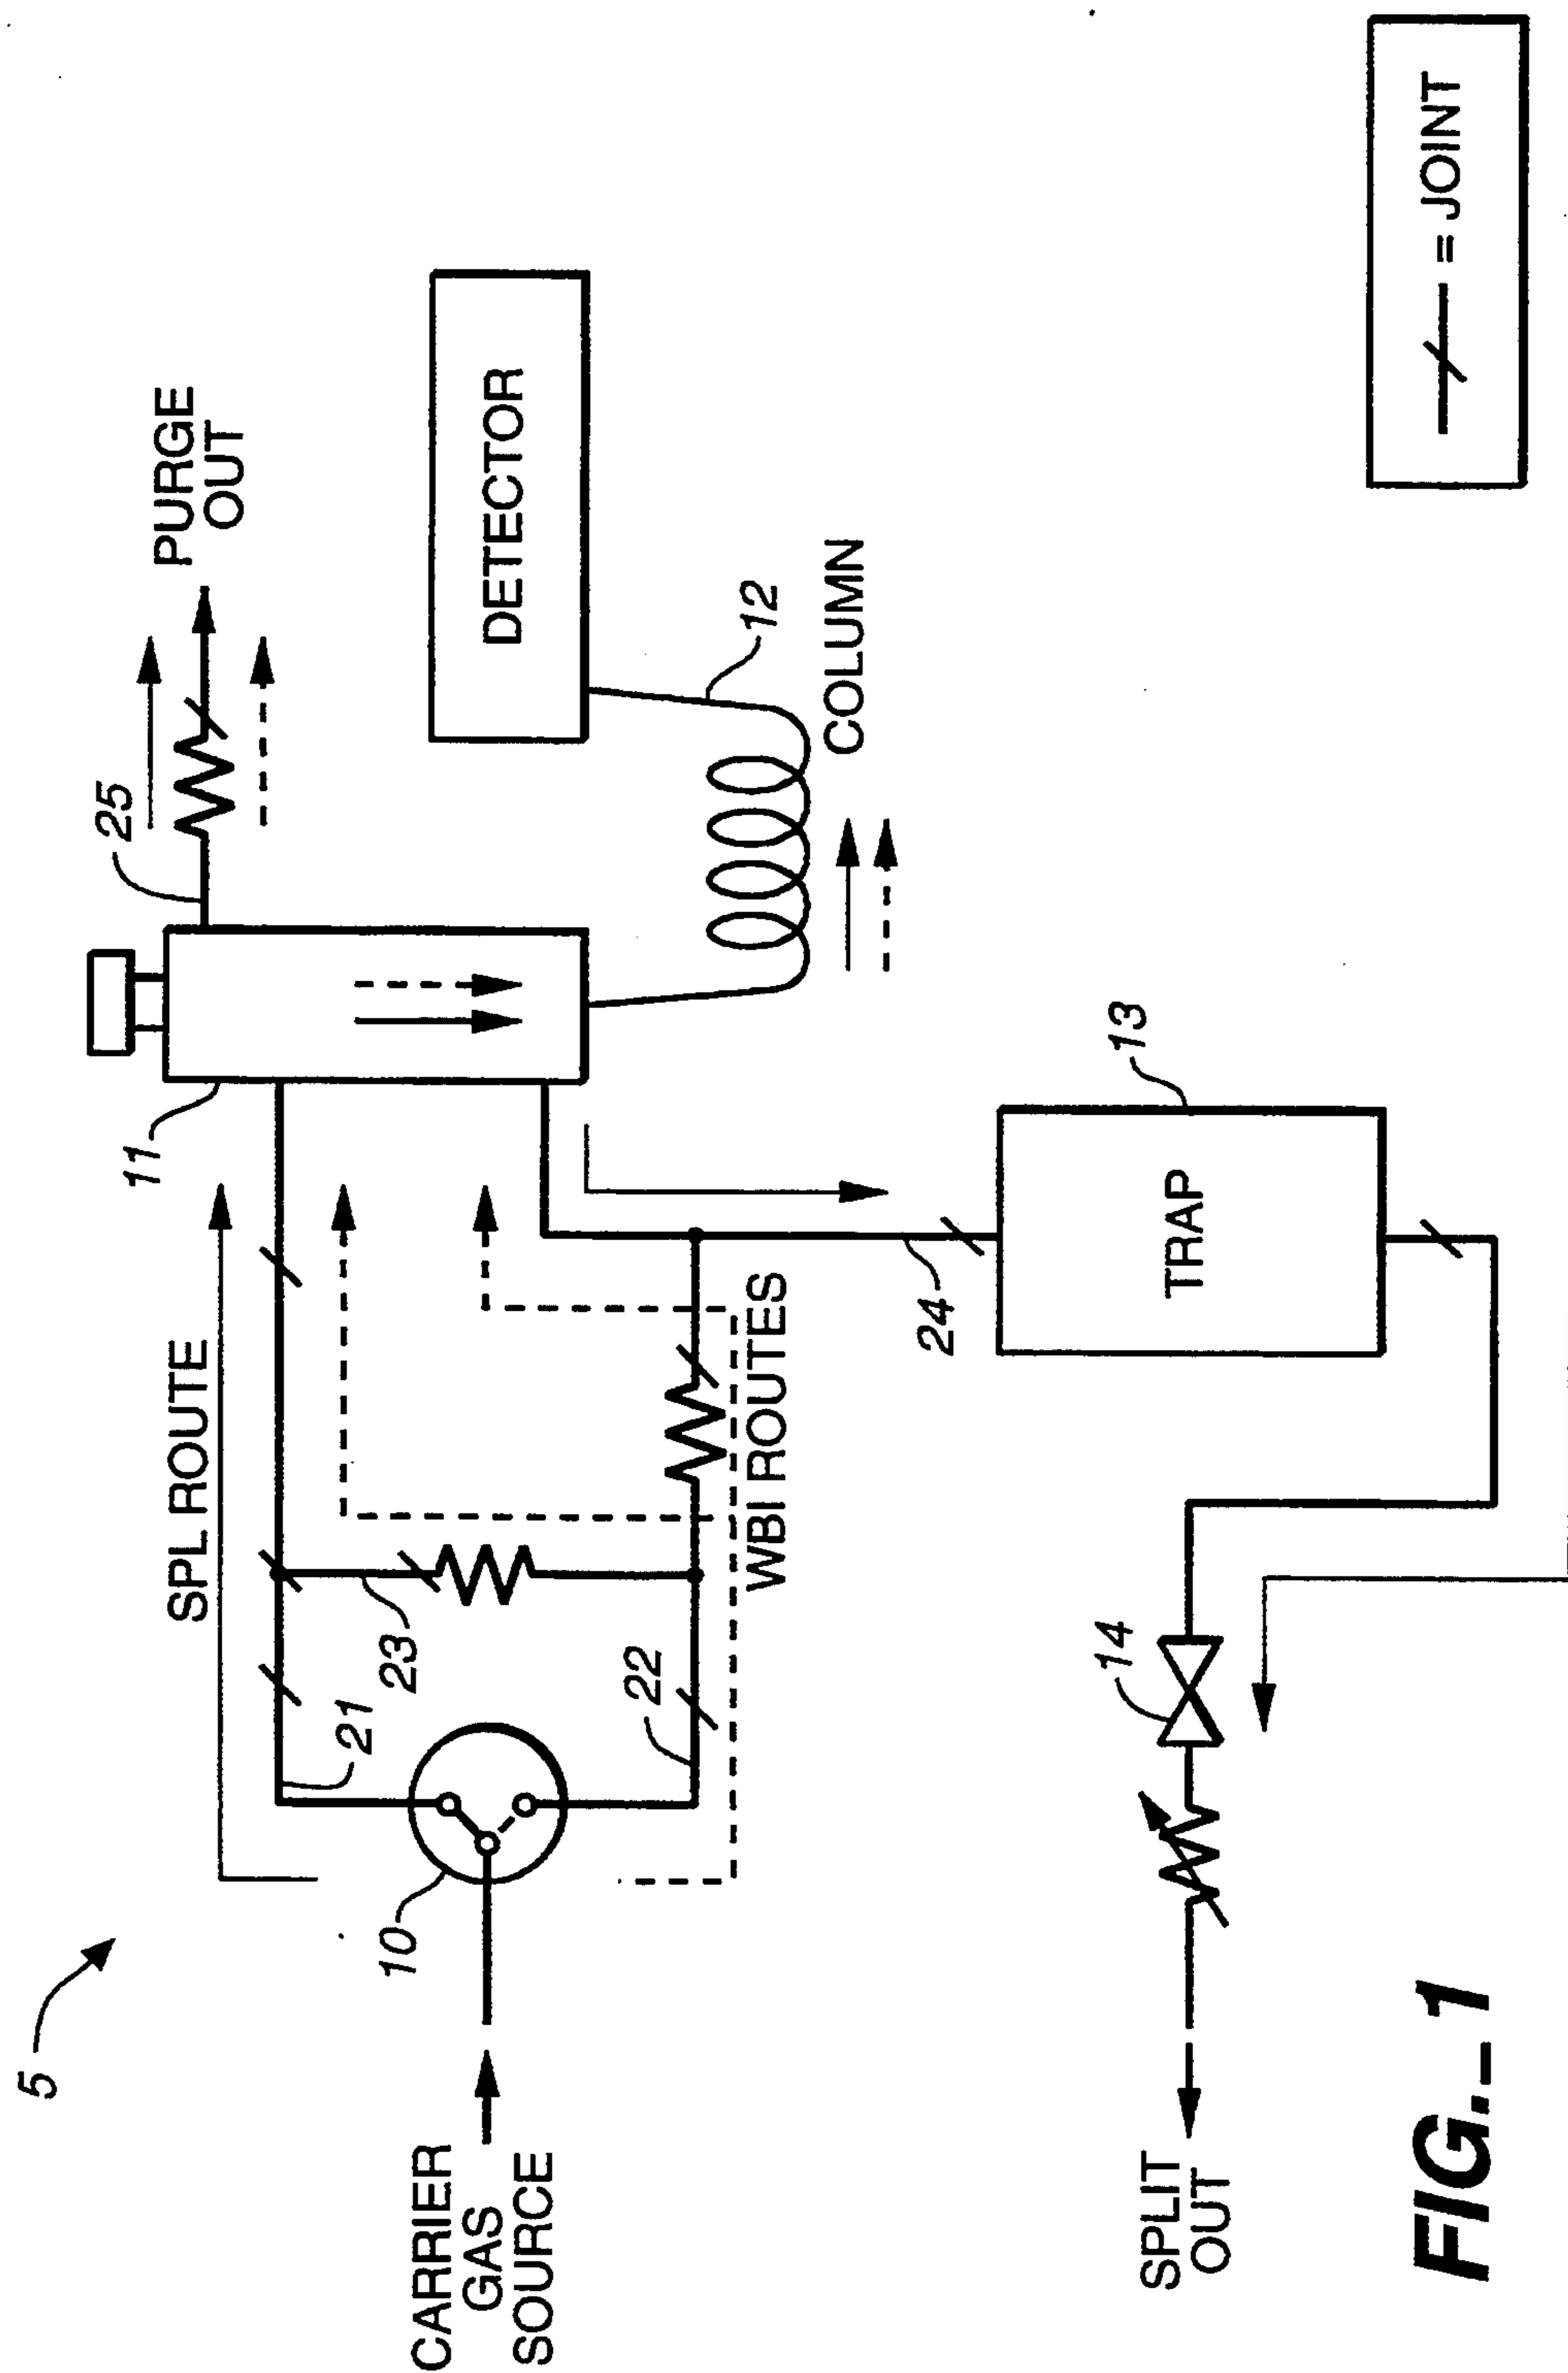 5
CARRIER
GAS
SOURCE
10
21
22
23
SPL ROUTE
WBI ROUTES
11
25
PURGE
OUT
DETECTOR
12
COLUMN
24
TRAP
13
14
SPLIT
OUT
= JOINT
FIG._1